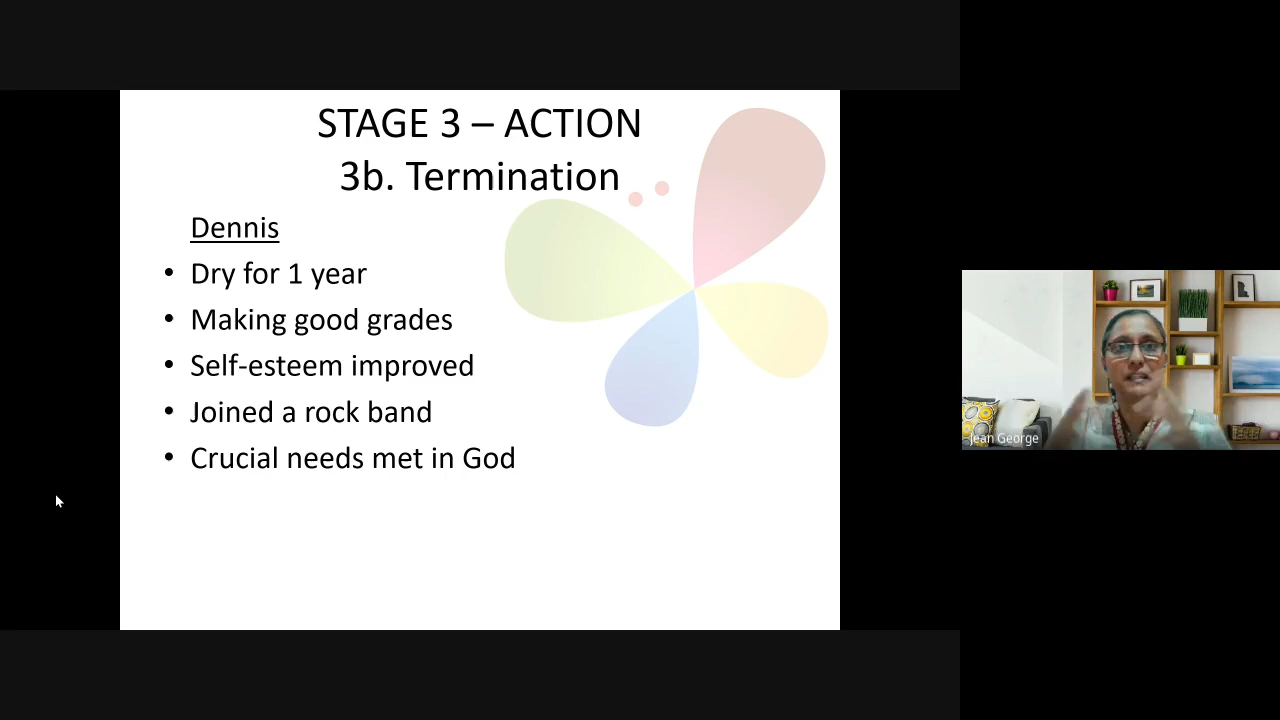 STAGE 3 – ACTION
3b. Termination
Dennis
• Dry for 1 year
• Making good grades
• Self-esteem improved
• Joined a rock band
• Crucial needs met in God
Jean George